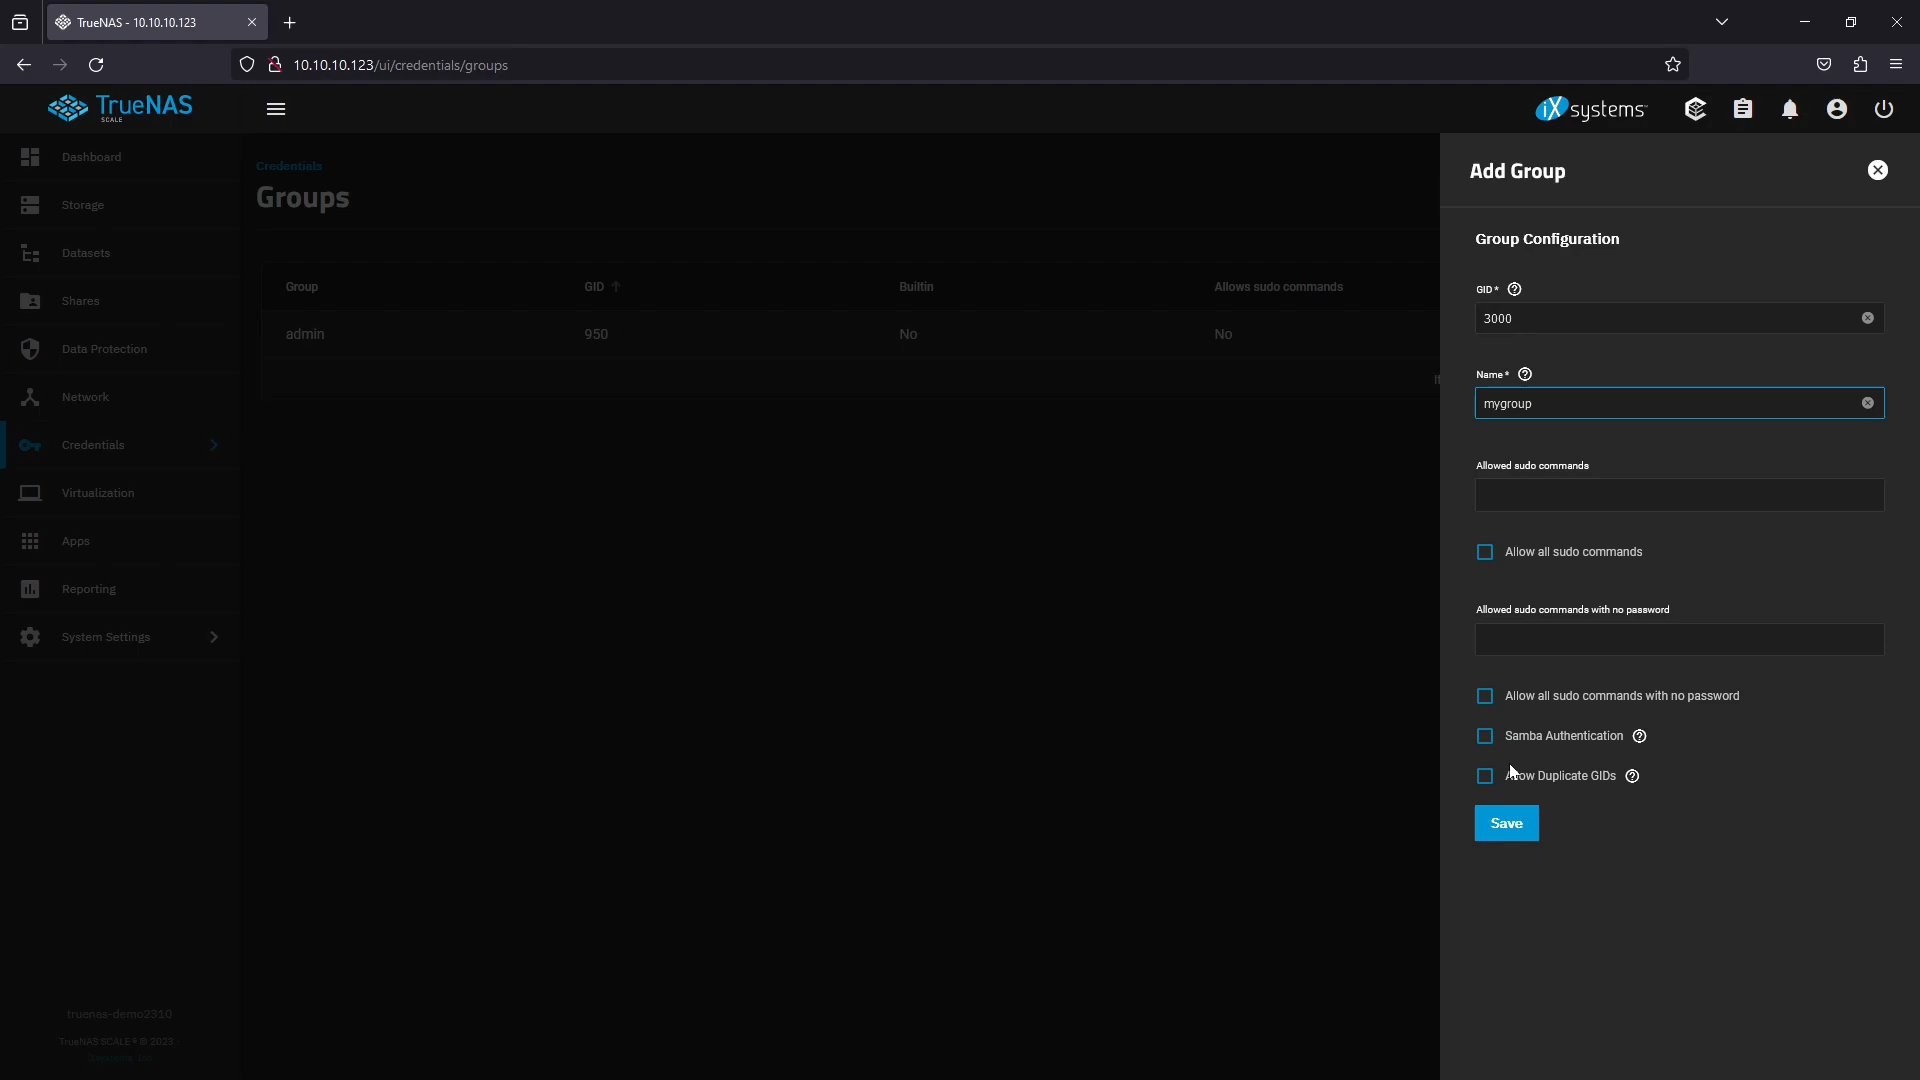 TrueNAS - 10.10.10.123
10.10.10.123/ui/credentials/groups
TrueNAS
SCALE
iXsystems
Dashboard
Storage
Datasets
Shares
Data Protection
Network
Credentials
Virtualization
Apps
Reporting
System Settings
truenas-demo2310
TrueNAS SCALE ® © 2023 -
Credentials
Groups
Group GID Builtin Allows sudo commands
admin 950 No No
Add Group
Group Configuration
GID *
3000
Name *
mygroup
Allowed sudo commands
Allow all sudo commands
Allowed sudo commands with no password
Allow all sudo commands with no password
Samba Authentication
Duplicate GIDs
Save